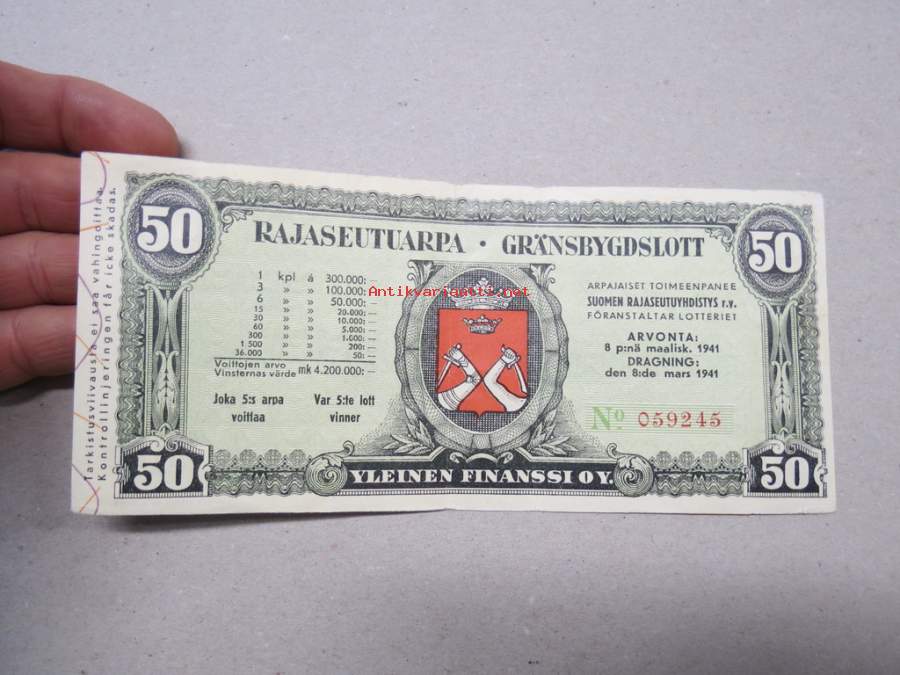 Tarkistusviivausta ei saa vahingoittaa.
Kontrollinjeringen får icke skadas.
50
50
RAJASEUTUARPA · GRÄNSBYGDSLOTT
1 kpl á 300.000:—
3 » » 100.000:—
6 » » 50.000:—
15 » » 20.000:—
30 » » 10.000:—
60 » » 5.000:—
300 » » 1.000:—
1 500 » » 200:—
36.000 » » 50:—
Voittojen arvo
Vinsternas värde mk 4.200.000:—
Joka 5:s arpa
voittaa
Var 5:te lott
vinner
Antikvariaatti.net
ARPAJAISET TOIMEENPANEE
SUOMEN RAJASEUTUYHDISTYS r.y.
FÖRANSTALTAR LOTTERIET
ARVONTA:
8 p:nä maalisk. 1941
DRAGNING:
den 8:de mars 1941
No 059245
50
YLEINEN FINANSSI OY.
50